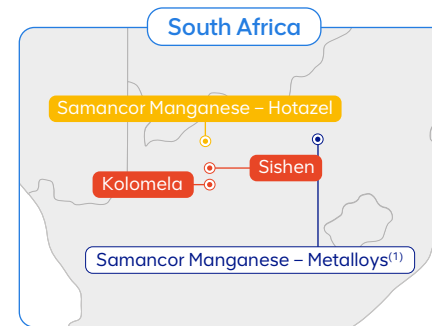 South Africa
Samancor Manganese – Hotazel
Sishen
Kolomela
Samancor Manganese – Metalloys(1)